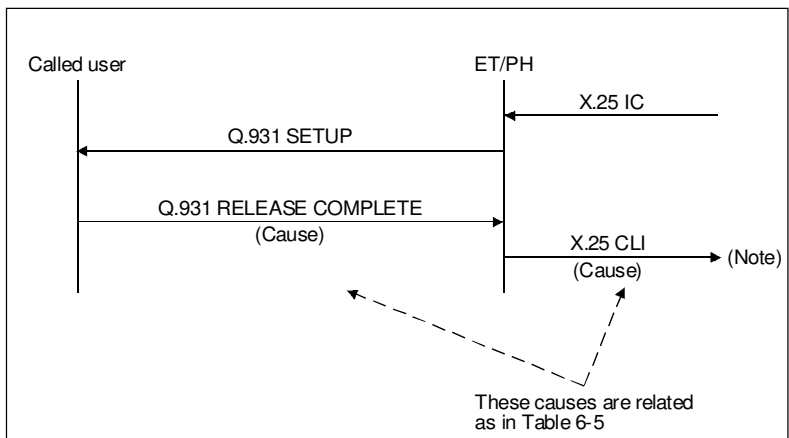 Called user
ET/PH
X.25 IC
Q.931 SETUP
Q.931 RELEASE COMPLETE
(Cause)
X.25 CLI
(Cause)
(Note)
These causes are related
as in Table 6-5